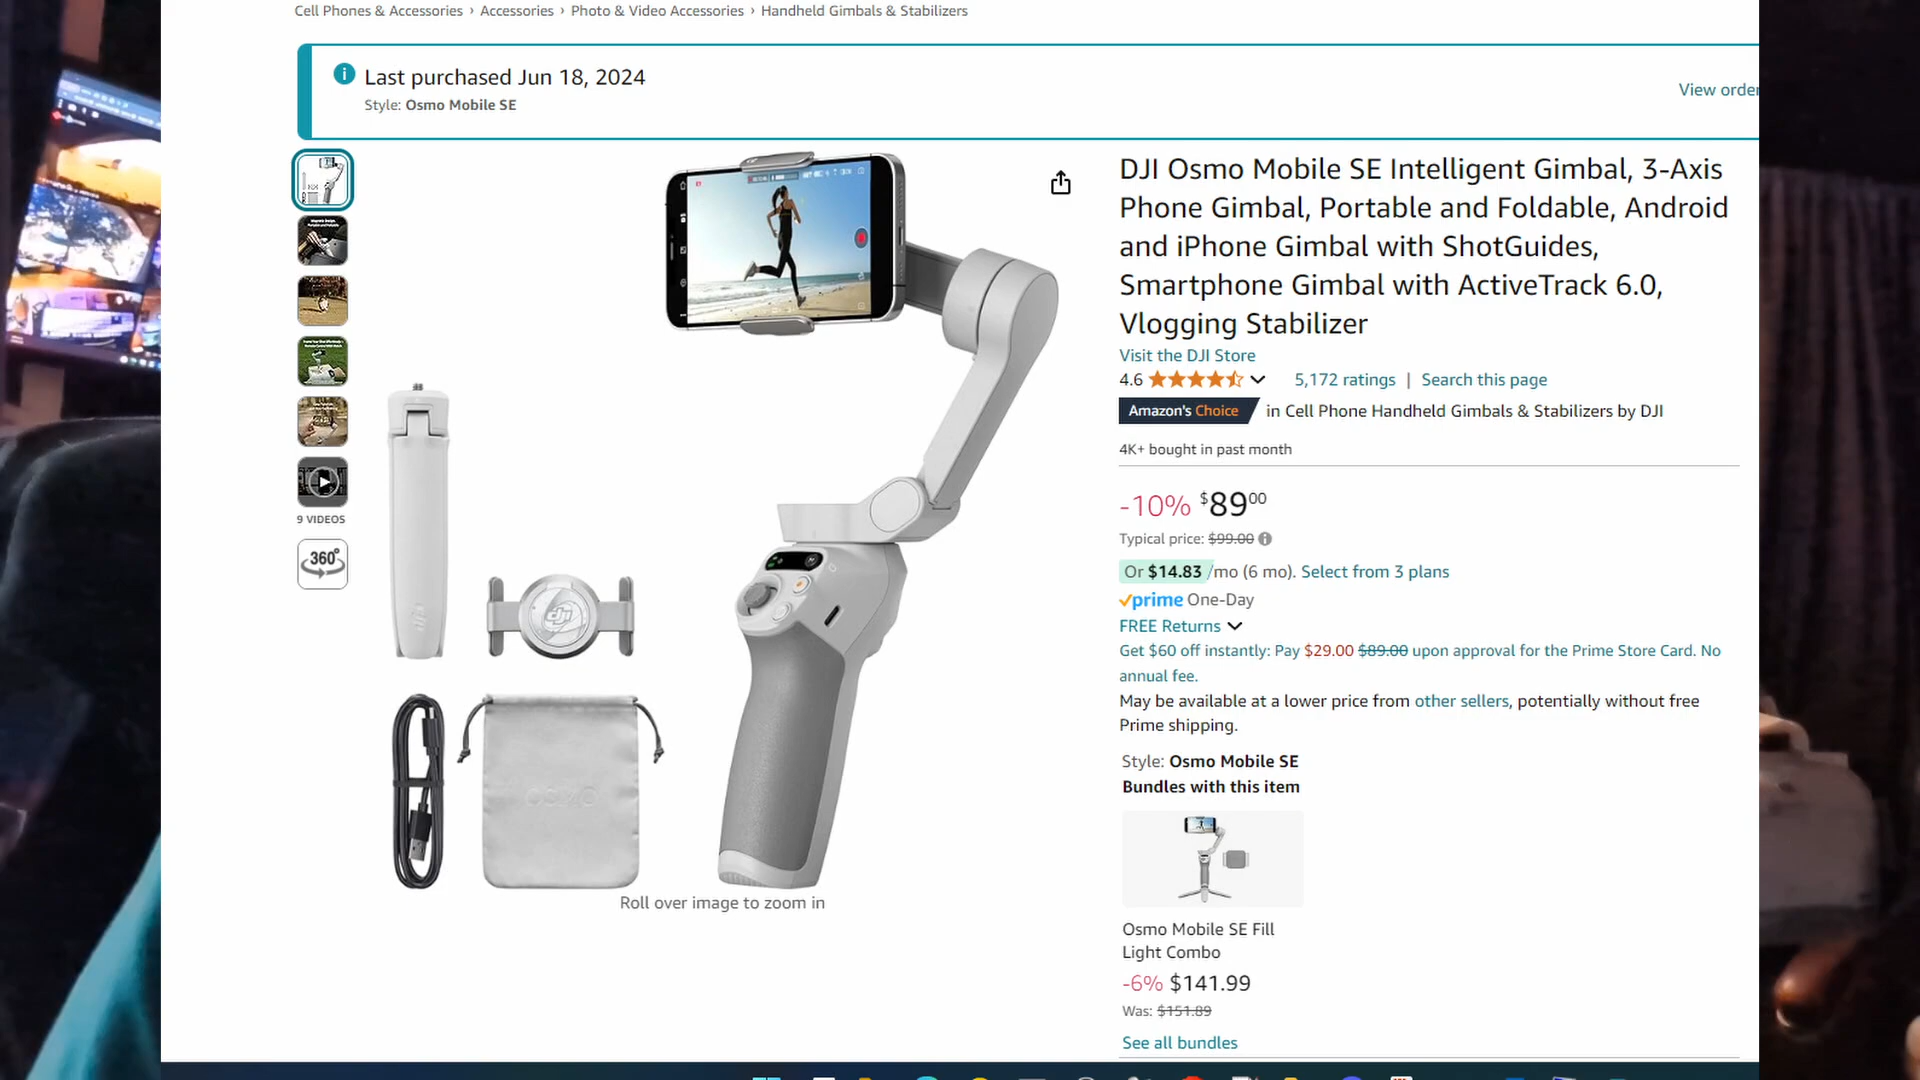 Cell Phones & Accessories › Accessories › Photo & Video Accessories › Handheld Gimbals & Stabilizers
Last purchased Jun 18, 2024
Style: Osmo Mobile SE
View order
DJI Osmo Mobile SE Intelligent Gimbal, 3-Axis
Phone Gimbal, Portable and Foldable, Android
and iPhone Gimbal with ShotGuides,
Smartphone Gimbal with ActiveTrack 6.0,
Vlogging Stabilizer
Visit the DJI Store
4.6 5,172 ratings | Search this page
Amazon's Choice in Cell Phone Handheld Gimbals & Stabilizers by DJI
4K+ bought in past month
-10% $8900
Typical price: $99.00
Or $14.83 /mo (6 mo). Select from 3 plans
prime One-Day
FREE Returns
Get $60 off instantly: Pay $29.00 $89.00 upon approval for the Prime Store Card. No
annual fee.
May be available at a lower price from other sellers, potentially without free
Prime shipping.
Style: Osmo Mobile SE
Bundles with this item
Osmo Mobile SE Fill
Light Combo
-6% $141.99
Was: $151.89
See all bundles
9 VIDEOS
360°
dji
OSMO
Roll over image to zoom in